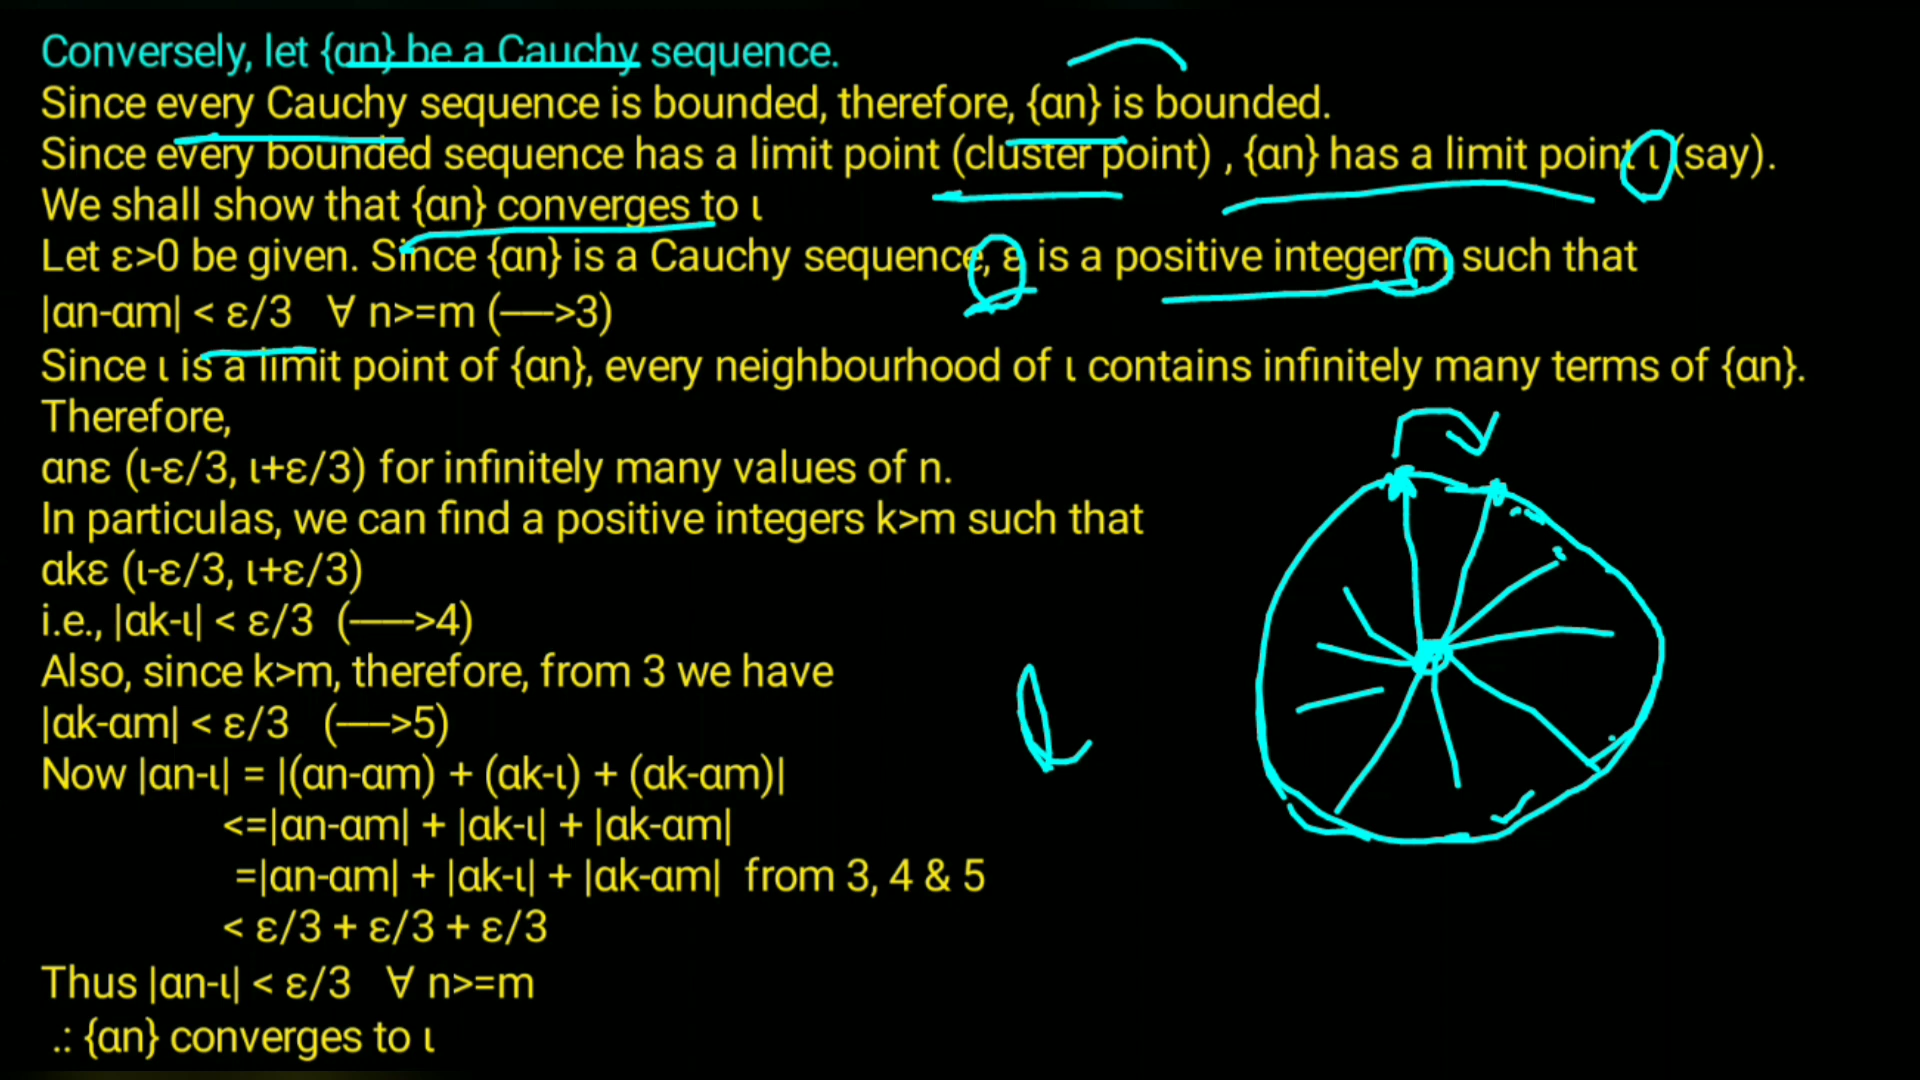 Conversely, let {an} be a Cauchy sequence.
Since every Cauchy sequence is bounded, therefore, {an} is bounded.
Since every bounded sequence has a limit point (cluster point) , {an} has a limit point ι (say).
We shall show that {an} converges to ι
Let ε>0 be given. Since {an} is a Cauchy sequence, ε is a positive integer m such that
|an-am| < ε/3 ∀ n>=m (—–>3)
Since ι is a limit point of {an}, every neighbourhood of ι contains infinitely many terms of {an}.
Therefore,
anε (ι-ε/3, ι+ε/3) for infinitely many values of n.
In particulas, we can find a positive integers k>m such that
akε (ι-ε/3, ι+ε/3)
i.e., |ak-ι| < ε/3 (—–>4)
Also, since k>m, therefore, from 3 we have
|ak-am| < ε/3 (—–>5)
Now |an-ι| = |(an-am) + (ak-ι) + (ak-am)|
<=|an-am| + |ak-ι| + |ak-am|
=|an-am| + |ak-ι| + |ak-am| from 3, 4 & 5
< ε/3 + ε/3 + ε/3
Thus |an-ι| < ε/3 ∀ n>=m
.: {an} converges to ι
l